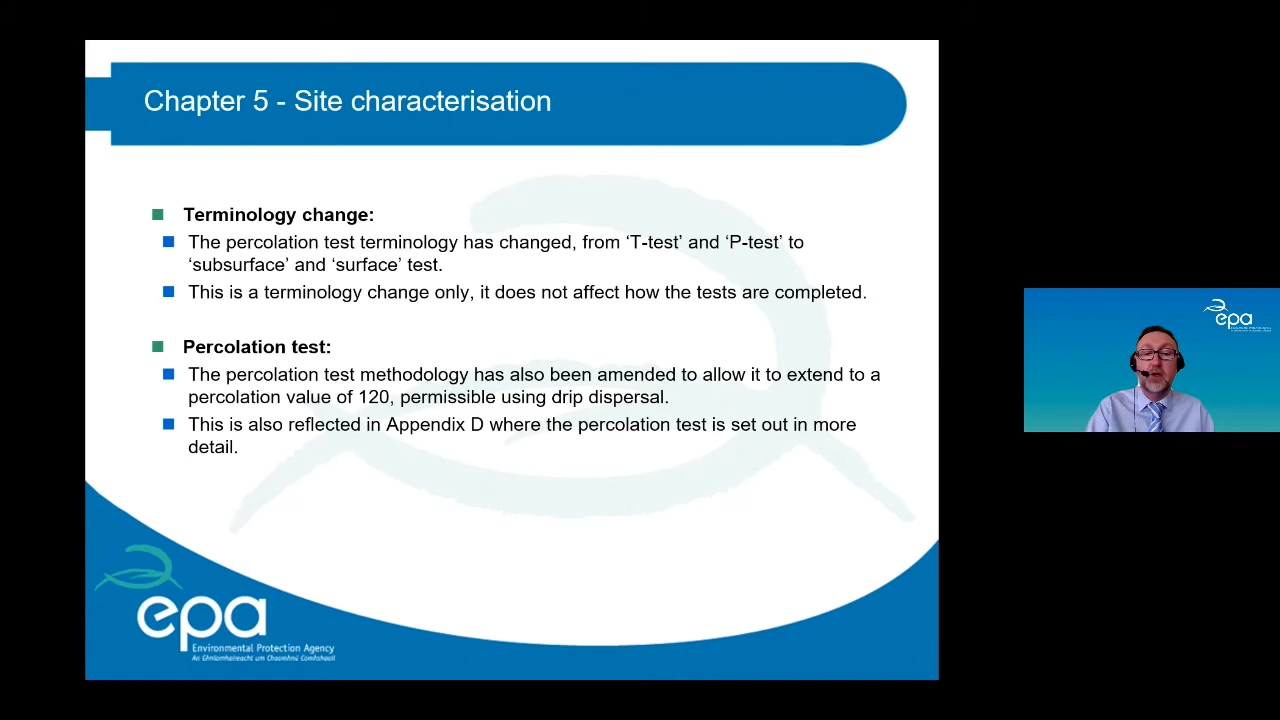 Chapter 5 - Site characterisation
Terminology change:
The percolation test terminology has changed, from ‘T-test’ and ‘P-test’ to
‘subsurface’ and ‘surface’ test.
This is a terminology change only, it does not affect how the tests are completed.
Percolation test:
The percolation test methodology has also been amended to allow it to extend to a
percolation value of 120, permissible using drip dispersal.
This is also reflected in Appendix D where the percolation test is set out in more
detail.
epa
Environmental Protection Agency
An Ghníomhaireacht um Chaomhnú Comhshaoil
epa